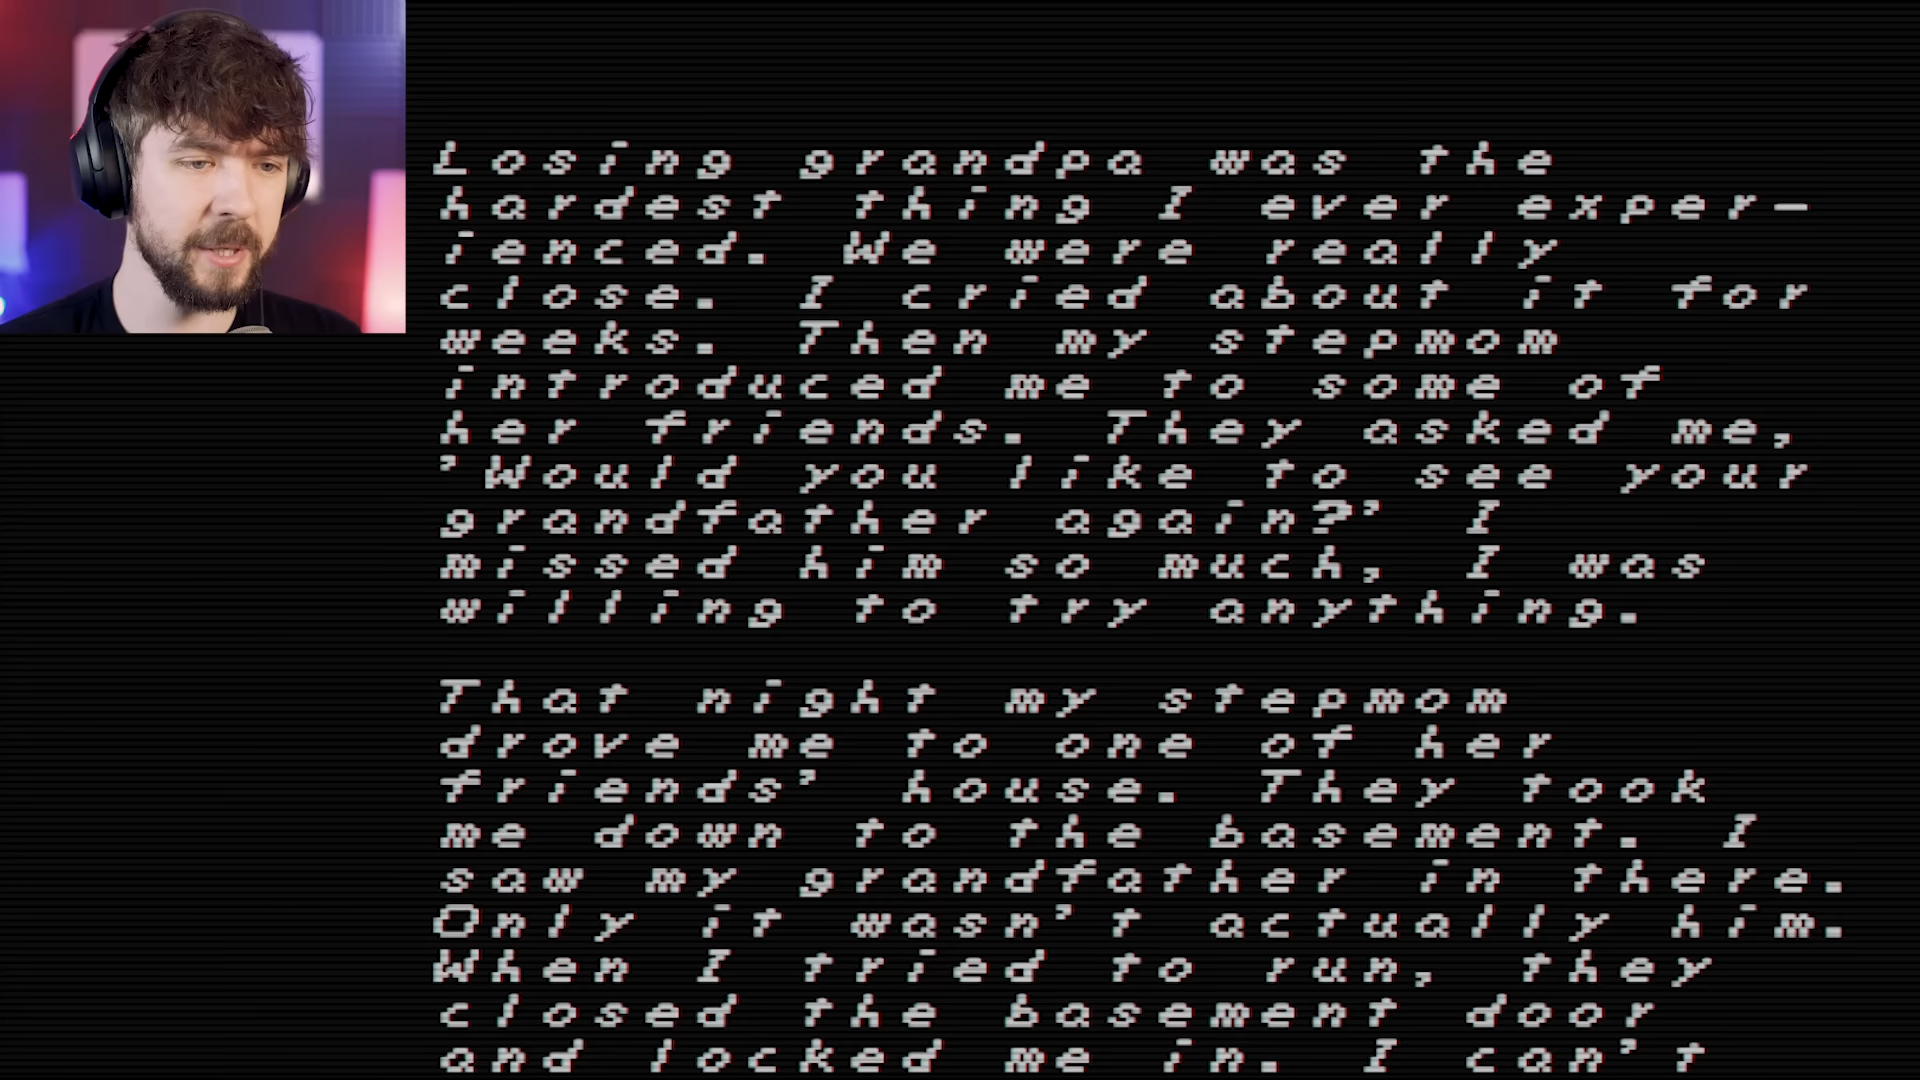 Losing grandpa was the
hardest thing I ever exper-
ienced. We were really
close. I cried about it for
weeks. Then my stepmom
introduced me to some of
her friends. They asked me,
'Would you like to see your
grandfather again?' I
missed him so much, I was
willing to try anything.
That night my stepmom
drove me to one of her
friends' house. They took
me down to the basement. I
saw my grandfather in there.
Only it wasn't actually him.
When I tried to run, they
closed the basement door
and locked me in. I can't